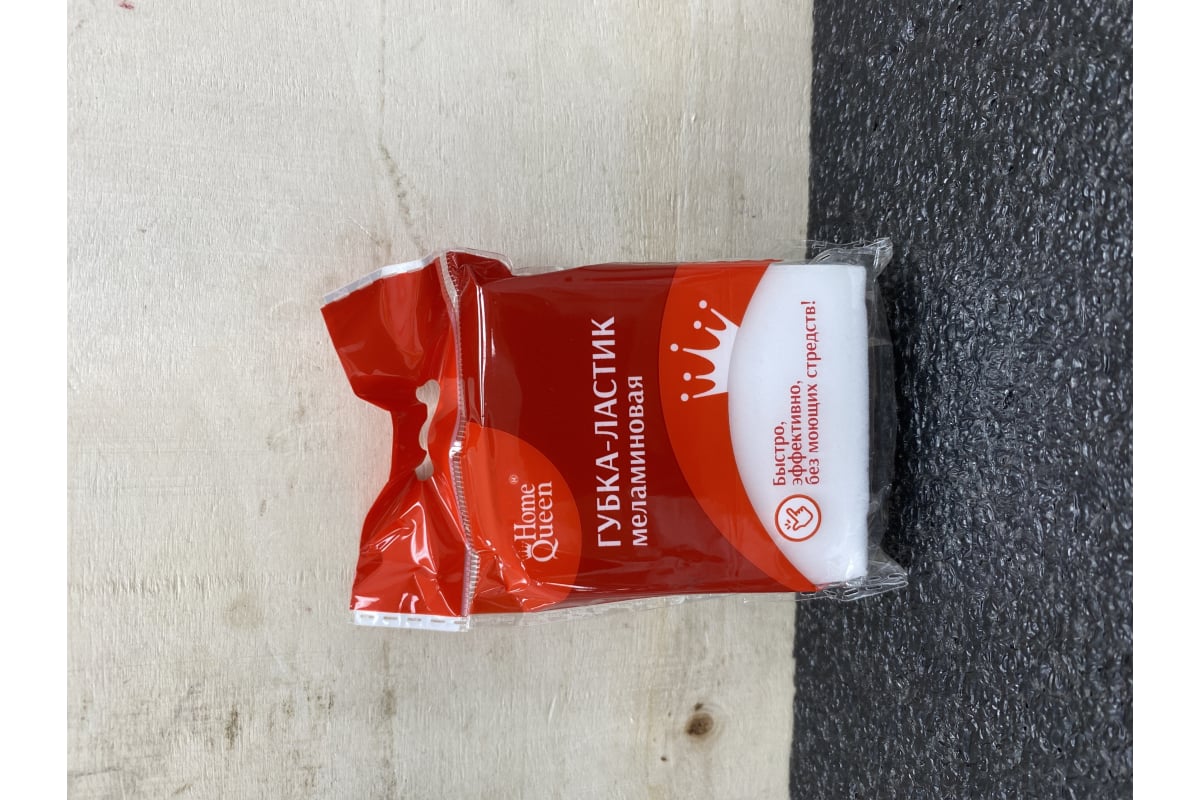 Home
Queen
®
ГУБКА-ЛАСТИК
меламиновая
Быстро,
эффективно,
без моющих стредств!